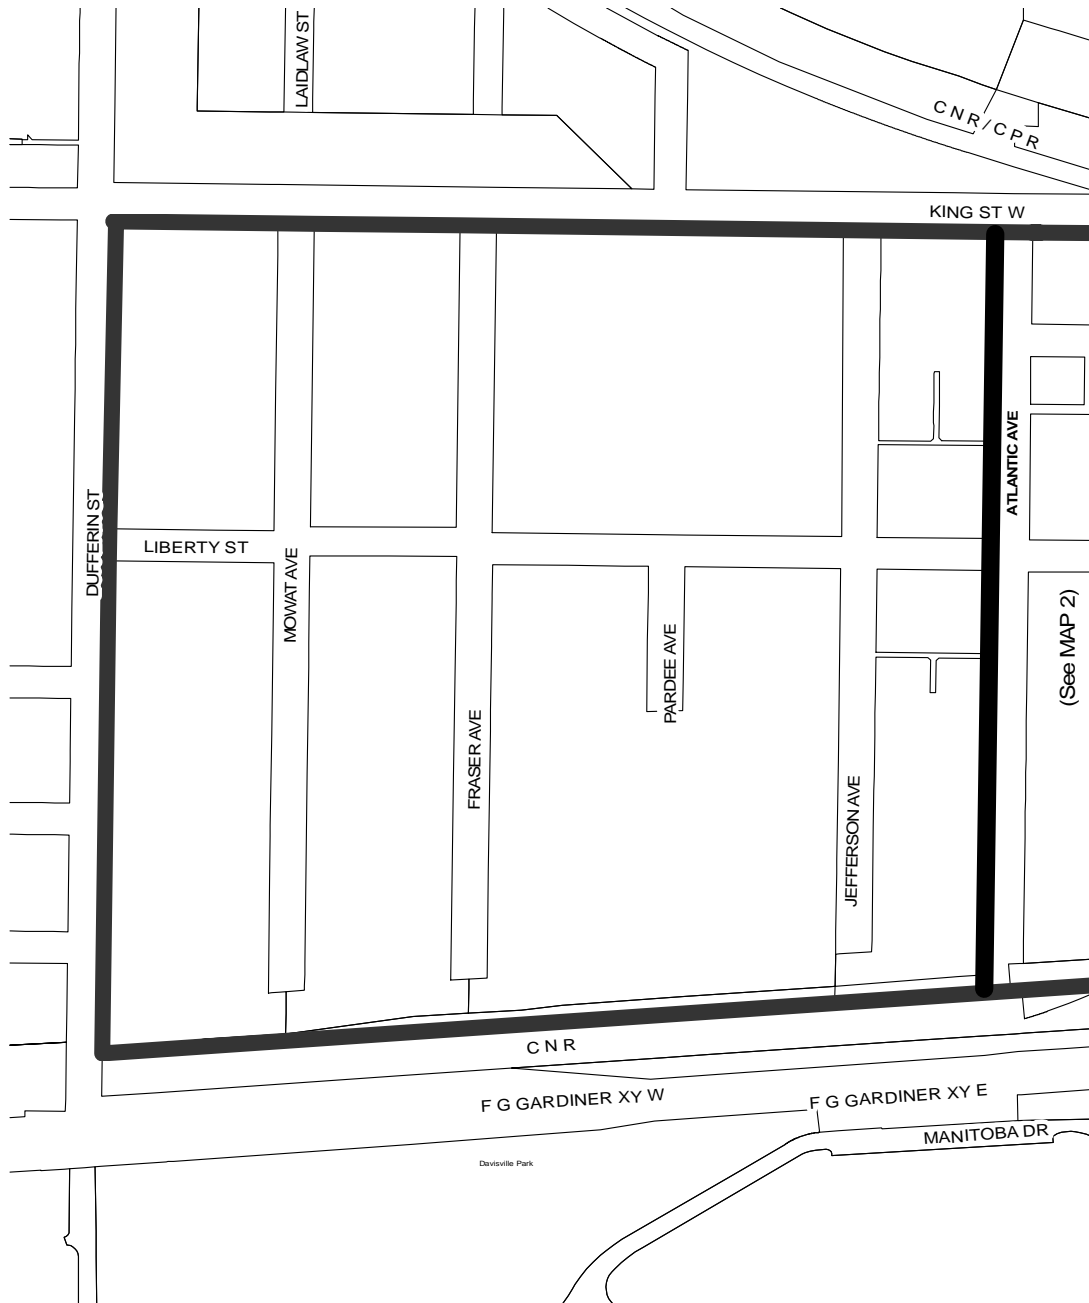 LAIDLAW ST
CNR/CPR
KING ST W
ATLANTIC AVE
DUFFERIN ST
LIBERTY ST
MOWAT AVE
(See MAP 2)
PARDEE AVE
FRASER AVE
JEFFERSON AVE
C N R
F G GARDINER XY W
F G GARDINER XY E
MANITOBA DR
Davisville Park